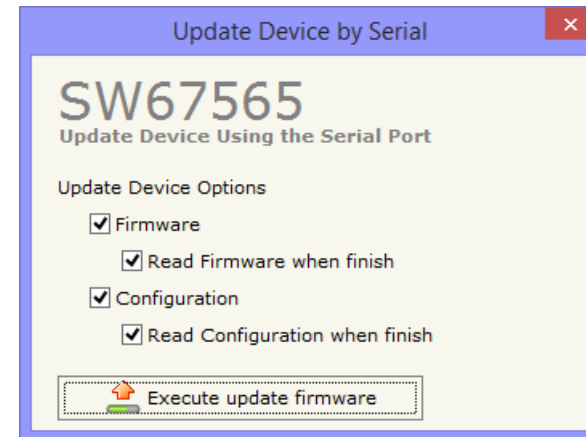 Update Device by Serial
SW67565
Update Device Using the Serial Port
Update Device Options
Firmware
Read Firmware when finish
Configuration
Read Configuration when finish
Execute update firmware